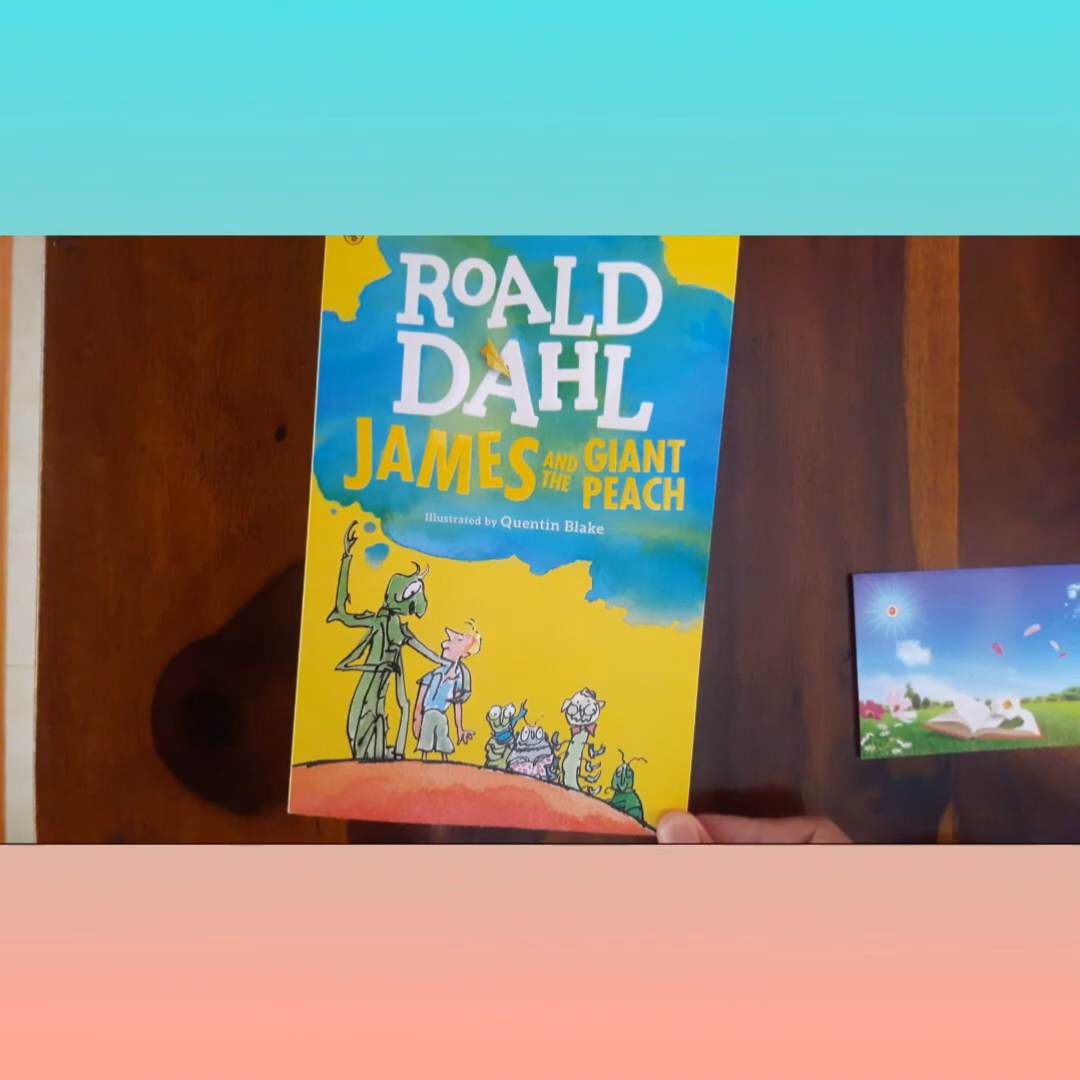 ROALD
DAHL
JAMES AND THE GIANT PEACH
Illustrated by Quentin Blake